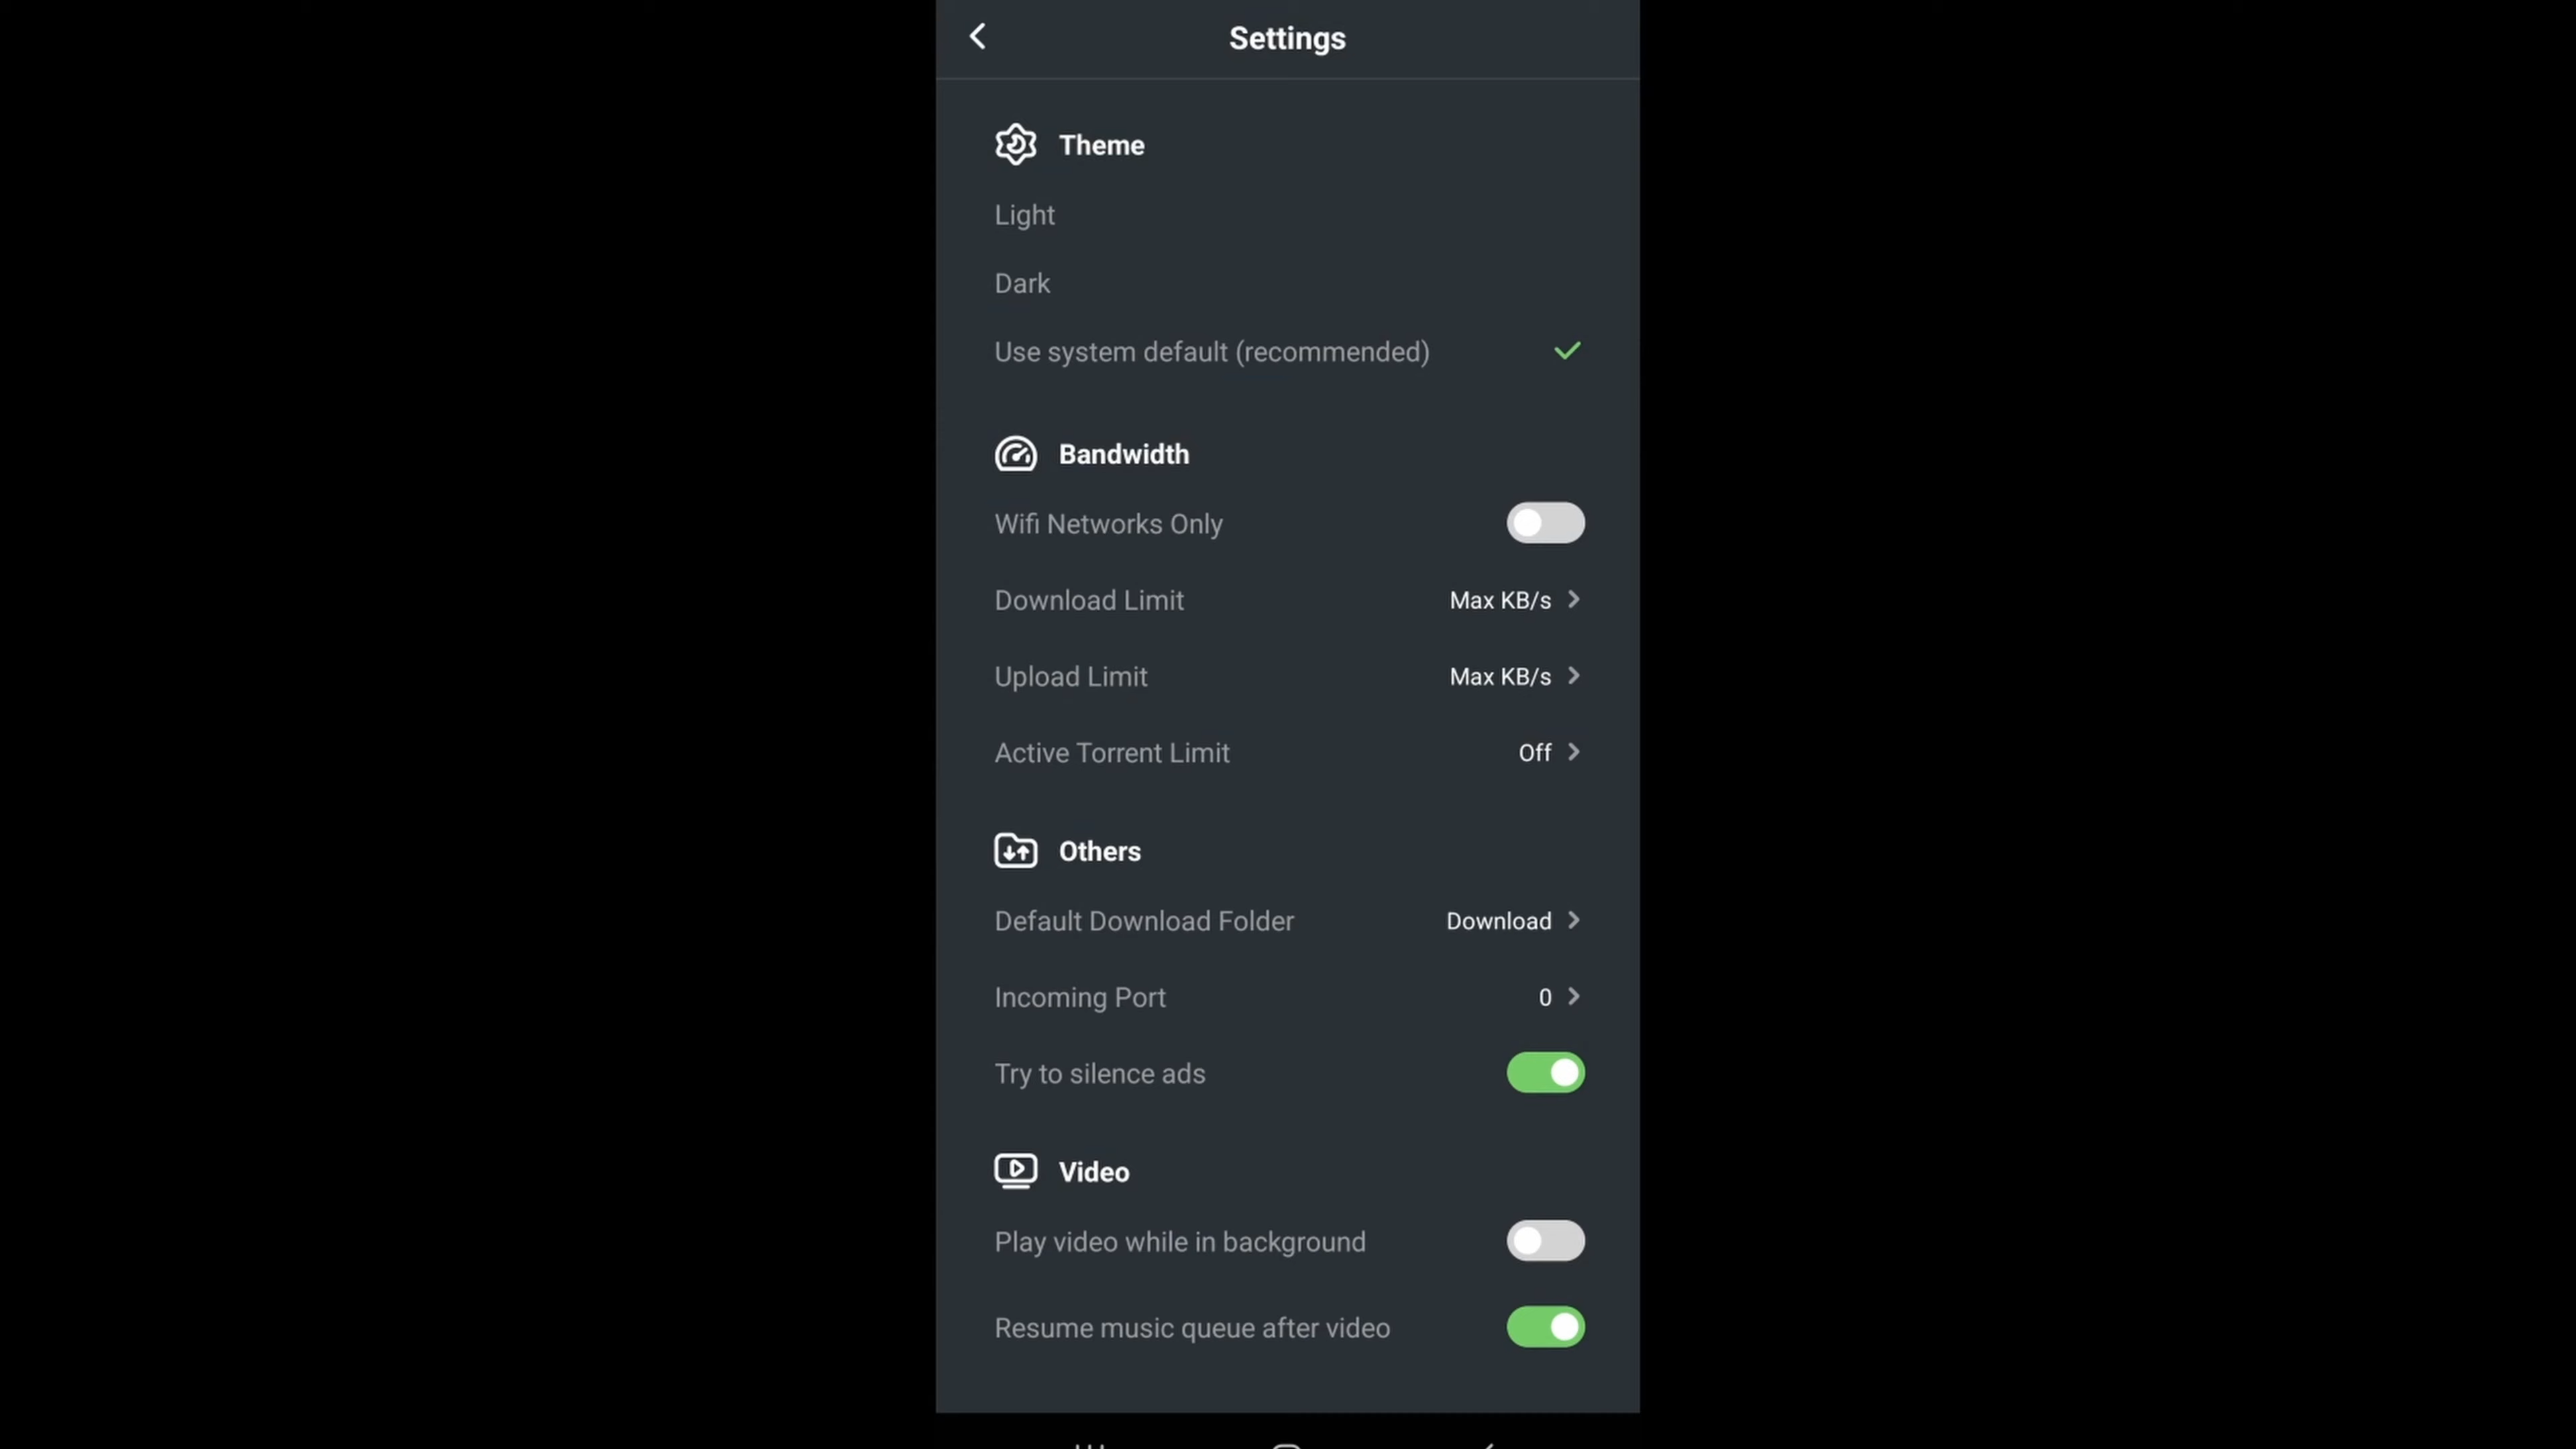 Settings
Theme
Light
Dark
Use system default (recommended)
Bandwidth
Wifi Networks Only
Download Limit Max KB/s
Upload Limit Max KB/s
Active Torrent Limit Off
Others
Default Download Folder Download
Incoming Port 0
Try to silence ads
Video
Play video while in background
Resume music queue after video